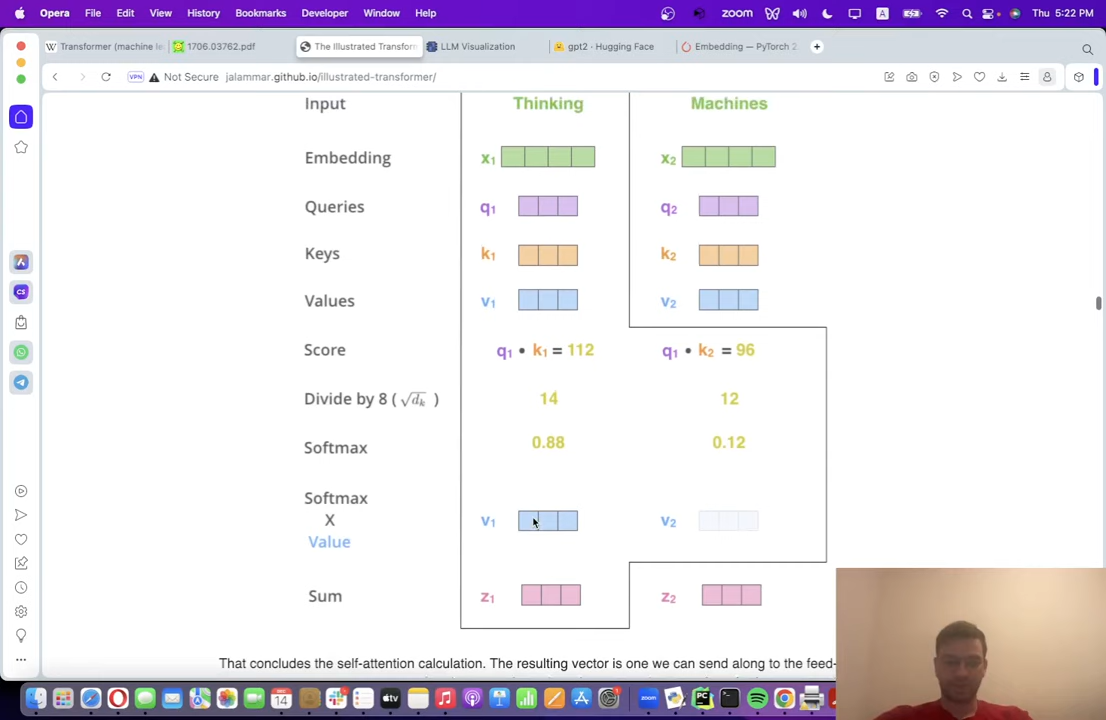 Opera File Edit View History Bookmarks Developer Window Help zoom A Thu 5:22 PM
Transformer (machine le Transformer 1706.03762.pdf The Illustrated Transform LLM Visualization gpt2 · Hugging Face Embedding — PyTorch 2.
VPN Not Secure jalammar.github.io/illustrated-transformer/
Input Thinking Machines
Embedding x1 x2
Queries q1 q2
Keys k1 k2
Values v1 v2
Score q1 • k1 = 112 q1 • k2 = 96
Divide by 8 ( √dk ) 14 12
Softmax 0.88 0.12
Softmax
X v1 v2
Value
Sum z1 z2
That concludes the self-attention calculation. The resulting vector is one we can send along to the feed-